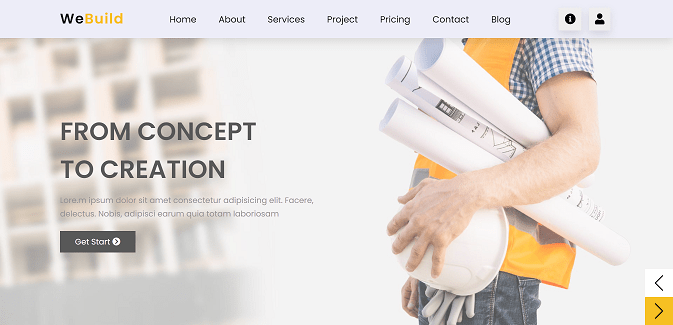 WeBuild Home About Services Project Pricing Contact Blog
FROM CONCEPT
TO CREATION
Lorem ipsum dolor sit amet consectetur adipisicing elit. Facere,
delectus. Nobis, adipisci earum quia totam laboriosam
Get Start